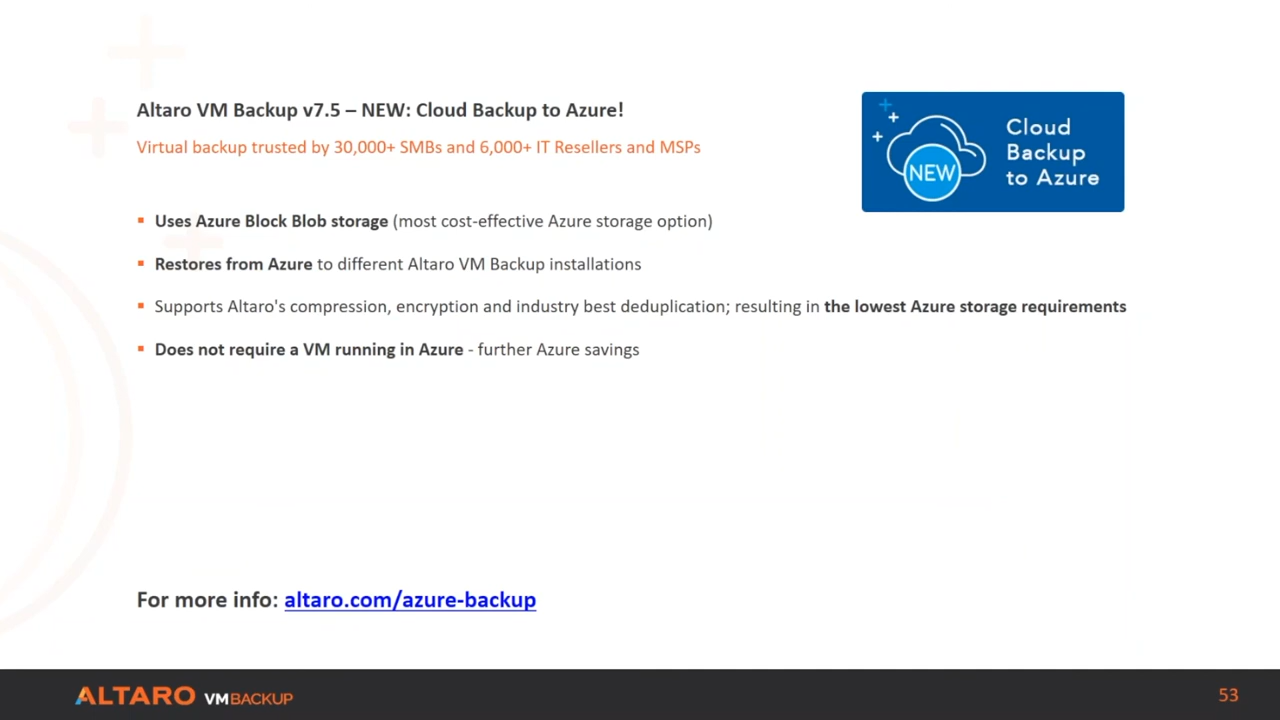 Altaro VM Backup v7.5 – NEW: Cloud Backup to Azure!
Virtual backup trusted by 30,000+ SMBs and 6,000+ IT Resellers and MSPs
NEW
Cloud
Backup
to Azure
▪ Uses Azure Block Blob storage (most cost-effective Azure storage option)
▪ Restores from Azure to different Altaro VM Backup installations
▪ Supports Altaro's compression, encryption and industry best deduplication; resulting in the lowest Azure storage requirements
▪ Does not require a VM running in Azure - further Azure savings
For more info: altaro.com/azure-backup
ALTARO VMBACKUP
53